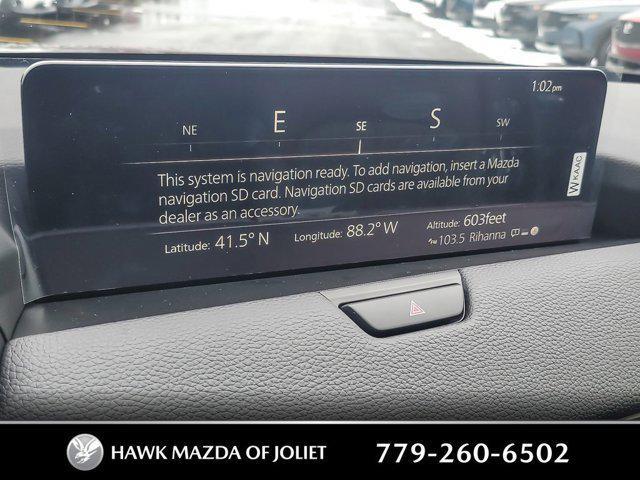 1:02pm
NE E SE S SW
This system is navigation ready. To add navigation, insert a Mazda
navigation SD card. Navigation SD cards are available from your
dealer as an accessory.
WKAAC
Latitude: 41.5° N Longitude: 88.2° W Altitude: 603feet
103.5 Rihanna
HAWK MAZDA OF JOLIET 779-260-6502